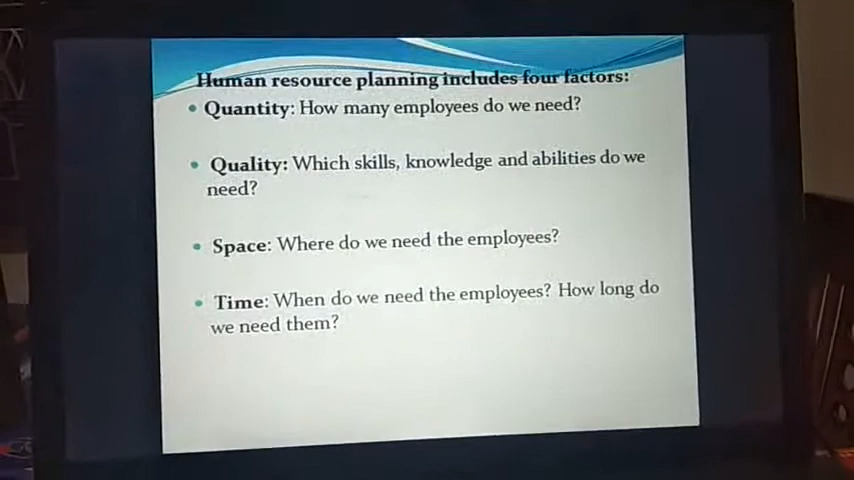 Human resource planning includes four factors:
• Quantity: How many employees do we need?
• Quality: Which skills, knowledge and abilities do we
need?
• Space: Where do we need the employees?
• Time: When do we need the employees? How long do
we need them?